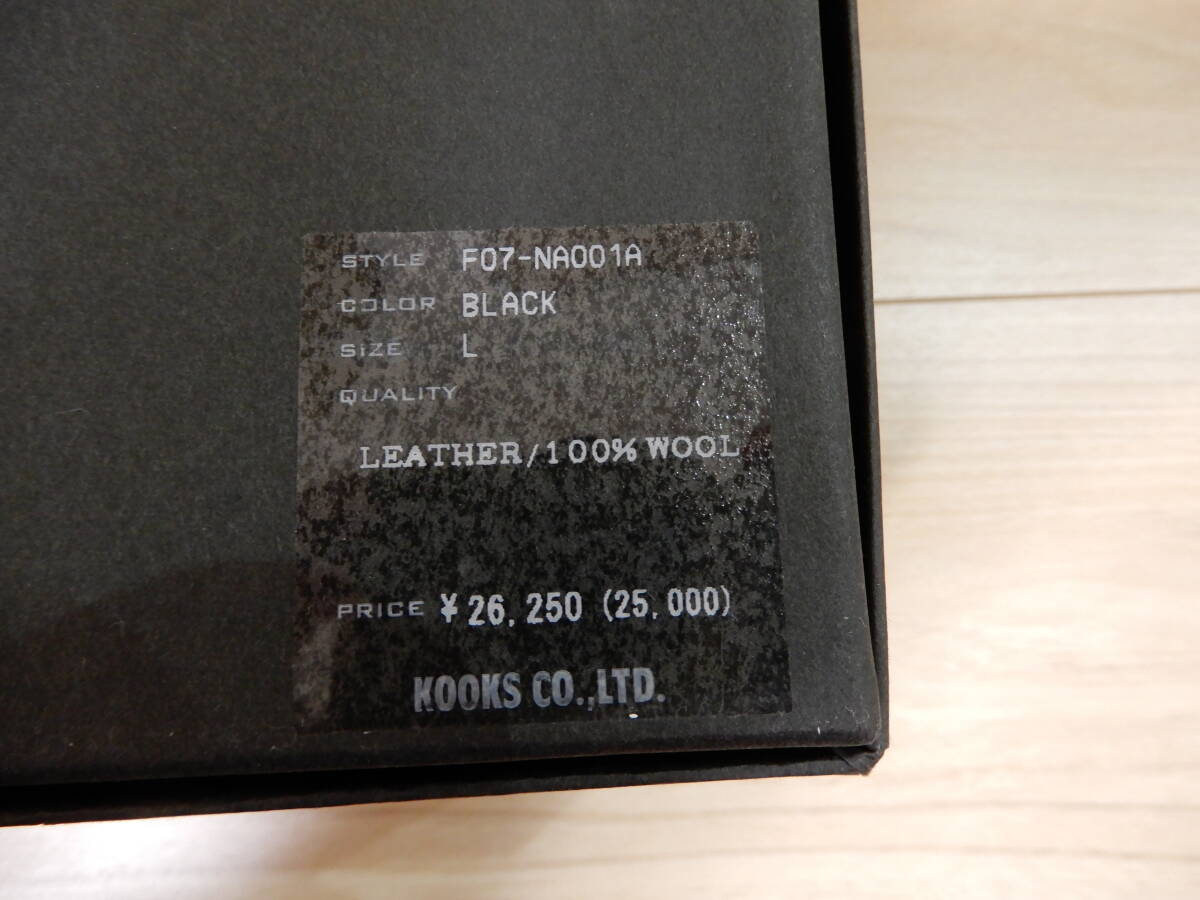 STYLE F07-NA001A
COLOR BLACK
SIZE L
QUALITY
LEATHER/100% WOOL
PRICE ¥26,250 (25,000)
KOOKS CO.,LTD.